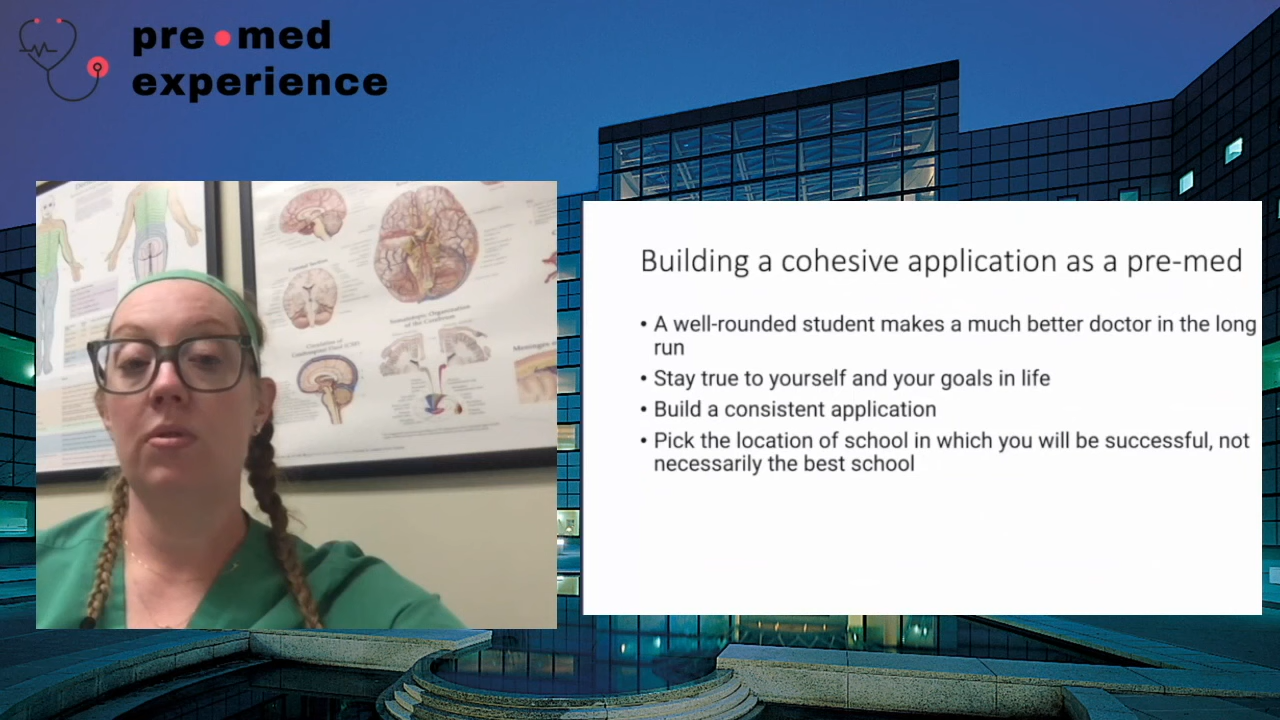 pre med
experience
Building a cohesive application as a pre-med
• A well-rounded student makes a much better doctor in the long
run
• Stay true to yourself and your goals in life
• Build a consistent application
• Pick the location of school in which you will be successful, not
necessarily the best school